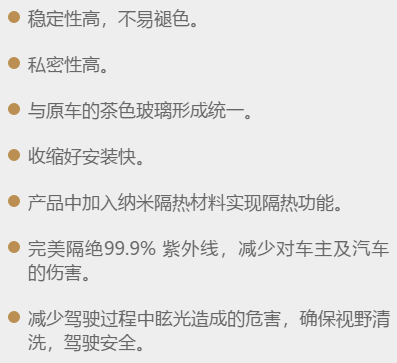 稳定性高，不易褪色。
私密性高。
与原车的茶色玻璃形成统一。
收缩好安装快。
产品中加入纳米隔热材料实现隔热功能。
完美隔绝99.9% 紫外线，减少对车主及汽车
的伤害。
减少驾驶过程中眩光造成的危害，确保视野清
洗，驾驶安全。